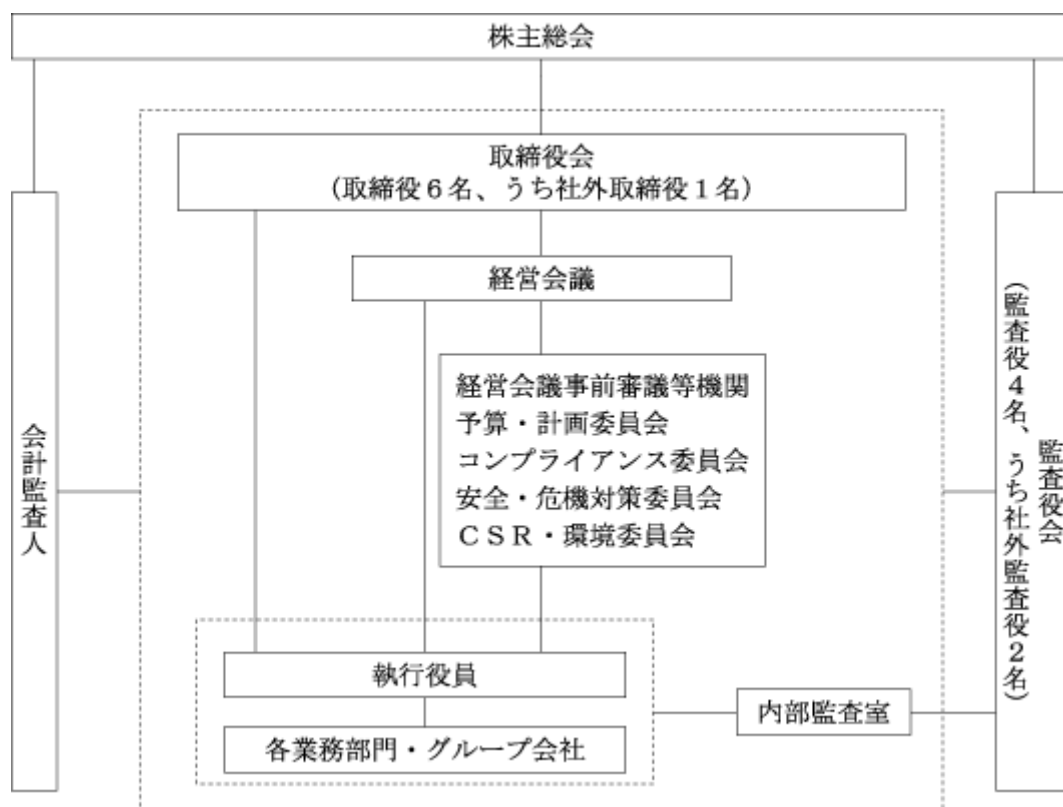 株主総会
取締役会
(取締役6名、うち社外取締役1名)
経営会議
経営会議事前審議等機関
予算・計画委員会
コンプライアンス委員会
安全・危機対策委員会
CSR・環境委員会
会計監査人
監査役会
(監査役4名、うち社外監査役2名)
執行役員
内部監査室
各業務部門・グループ会社